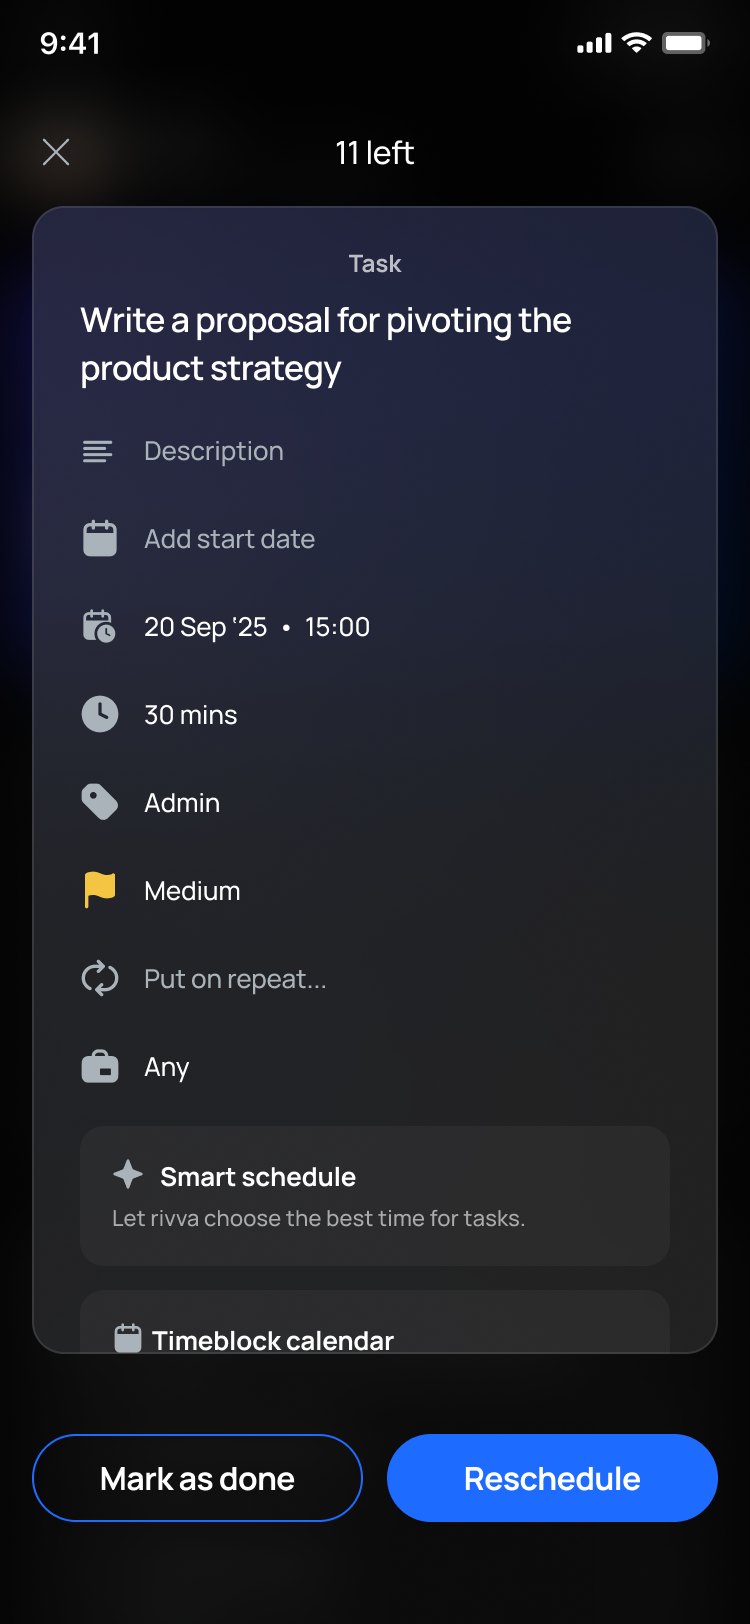 9:41
11 left
Task
Write a proposal for pivoting the
product strategy
Description
Add start date
20 Sep ‘25 • 15:00
30 mins
Admin
Medium
Put on repeat...
Any
Smart schedule
Let rivva choose the best time for tasks.
Timeblock calendar
Mark as done
Reschedule